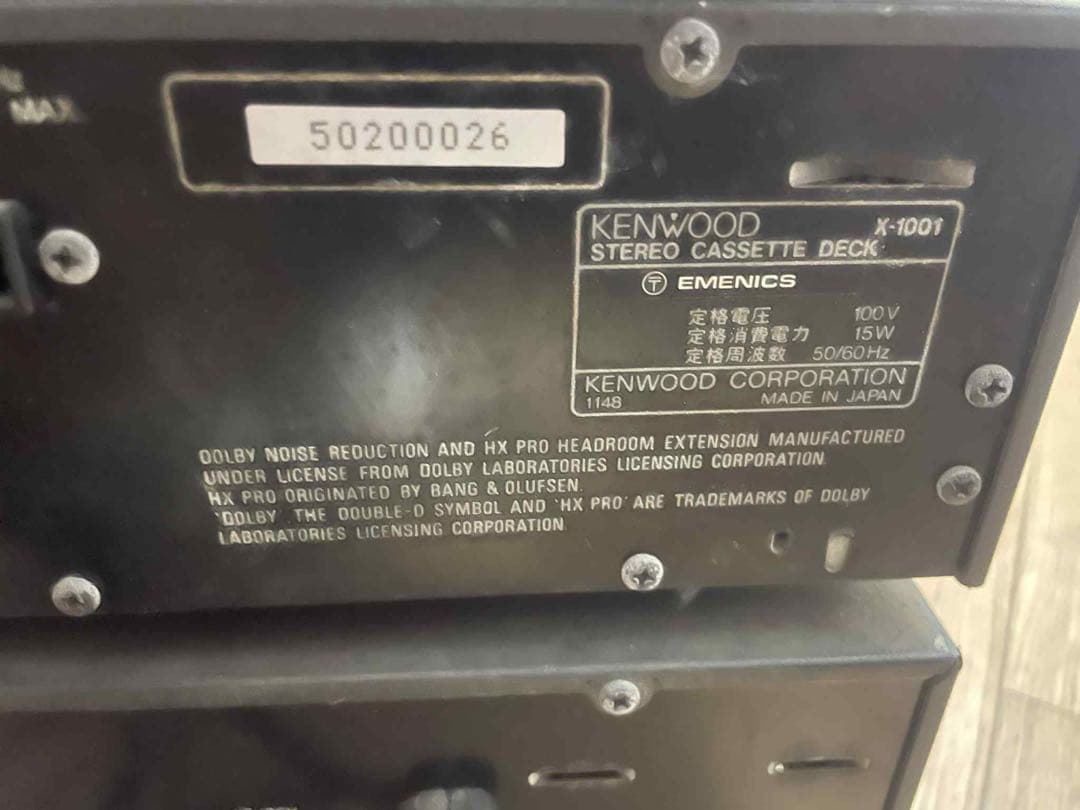 MAX.
50200026
KENWOOD X-1001
STEREO CASSETTE DECK
〒 EMENICS
定格電圧 100V
定格消費電力 15W
定格周波数 50/60Hz
KENWOOD CORPORATION
1148 MADE IN JAPAN
DOLBY NOISE REDUCTION AND HX PRO HEADROOM EXTENSION MANUFACTURED
UNDER LICENSE FROM DOLBY LABORATORIES LICENSING CORPORATION.
HX PRO ORIGINATED BY BANG & OLUFSEN.
'DOLBY', THE DOUBLE-D SYMBOL AND 'HX PRO' ARE TRADEMARKS OF DOLBY
LABORATORIES LICENSING CORPORATION.